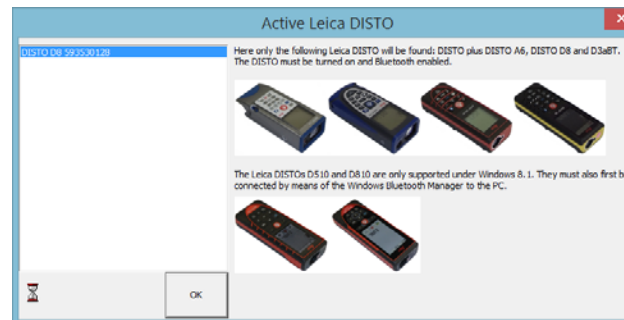 Active Leica DISTO
DISTO D8 593530128
Here only the following Leica DISTO will be found: DISTO plus DISTO A6, DISTO D8 and D3aBT.
The DISTO must be turned on and Bluetooth enabled.
The Leica DISTOs D510 and D810 are only supported under Windows 8.1. They must also first b
connected by means of the Windows Bluetooth Manager to the PC.
OK